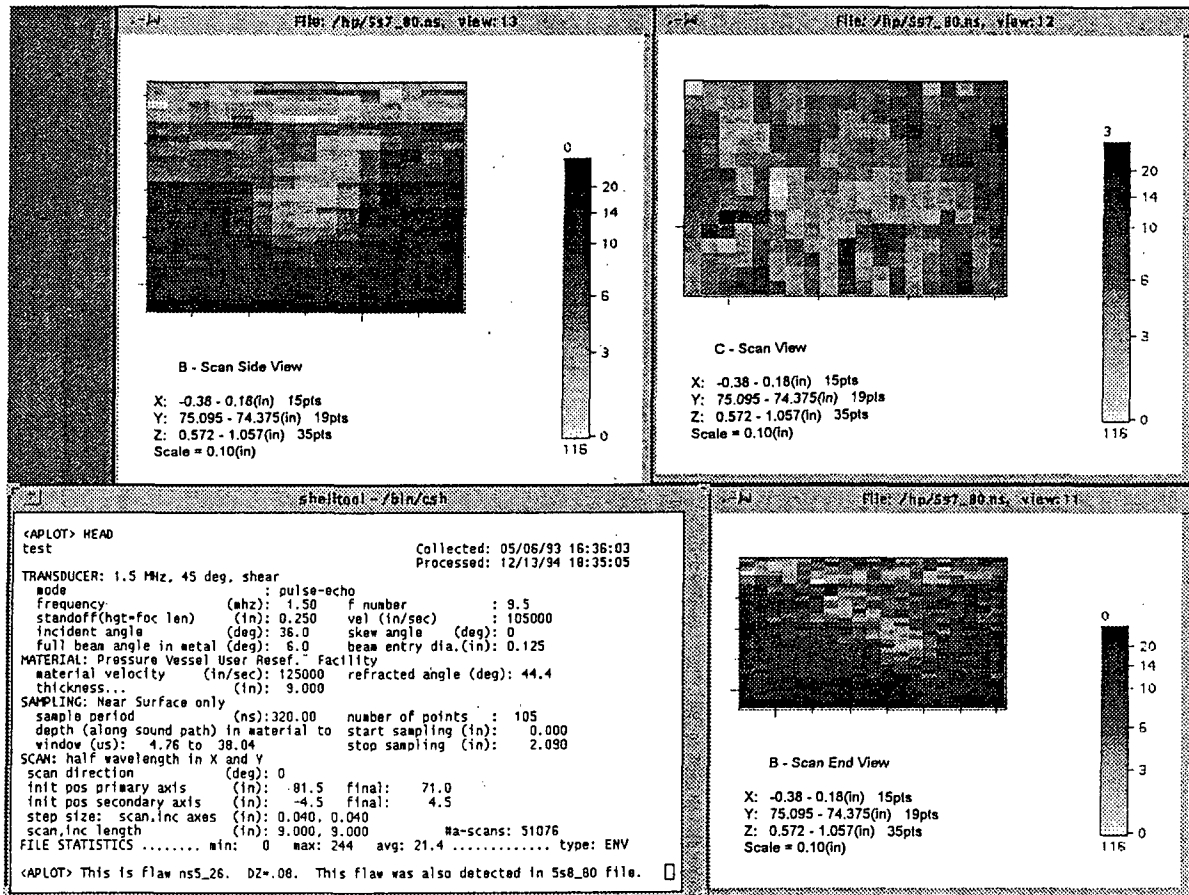 File: /hp/5s7_80.ns, view:13
0
20
14
10
6
3
0
116
B - Scan Side View
X: -0.38 - 0.18(in) 15pts
Y: 75.095 - 74.375(in) 19pts
Z: 0.572 - 1.057(in) 35pts
Scale = 0.10(in)
File: /hp/5s7_80.ns, view:12
3
20
14
10
6
3
0
116
C - Scan View
X: -0.38 - 0.18(in) 15pts
Y: 75.095 - 74.375(in) 19pts
Z: 0.572 - 1.057(in) 35pts
Scale = 0.10(in)
shelltool - /bin/csh
<APLOT> HEAD
test Collected: 05/06/93 16:36:03
Processed: 12/13/94 18:35:05
TRANSDUCER: 1.5 MHz, 45 deg, shear
mode : pulse-echo
frequency (mhz): 1.50 f number : 9.5
standoff(hgt=foc len) (in): 0.250 vel (in/sec) : 105000
incident angle (deg): 36.0 skew angle (deg): 0
full beam angle in metal (deg): 6.0 beam entry dia.(in): 0.125
MATERIAL: Pressure Vessel User Resef. Facility
material velocity (in/sec): 125000 refracted angle (deg): 44.4
thickness... (in): 9.000
SAMPLING: Near Surface only
sample period (ns):320.00 number of points : 105
depth (along sound path) in material to start sampling (in): 0.000
window (us): 4.76 to 38.04 stop sampling (in): 2.090
SCAN: half wavelength in X and Y
scan direction (deg): 0
init pos primary axis (in): 81.5 final: 71.0
init pos secondary axis (in): -4.5 final: 4.5
step size: scan,inc axes (in): 0.040, 0.040
scan,inc length (in): 9.000, 9.000 #a-scans: 51076
FILE STATISTICS ........ min: 0 max: 244 avg: 21.4 ............. type: ENV
<APLOT> This is flaw ns5_26. DZ=.08. This flaw was also detected in 5s8_80 file.
File: /hp/5s7_80.ns, view:11
0
20
14
10
6
3
0
116
B - Scan End View
X: -0.38 - 0.18(in) 15pts
Y: 75.095 - 74.375(in) 19pts
Z: 0.572 - 1.057(in) 35pts
Scale = 0.10(in)